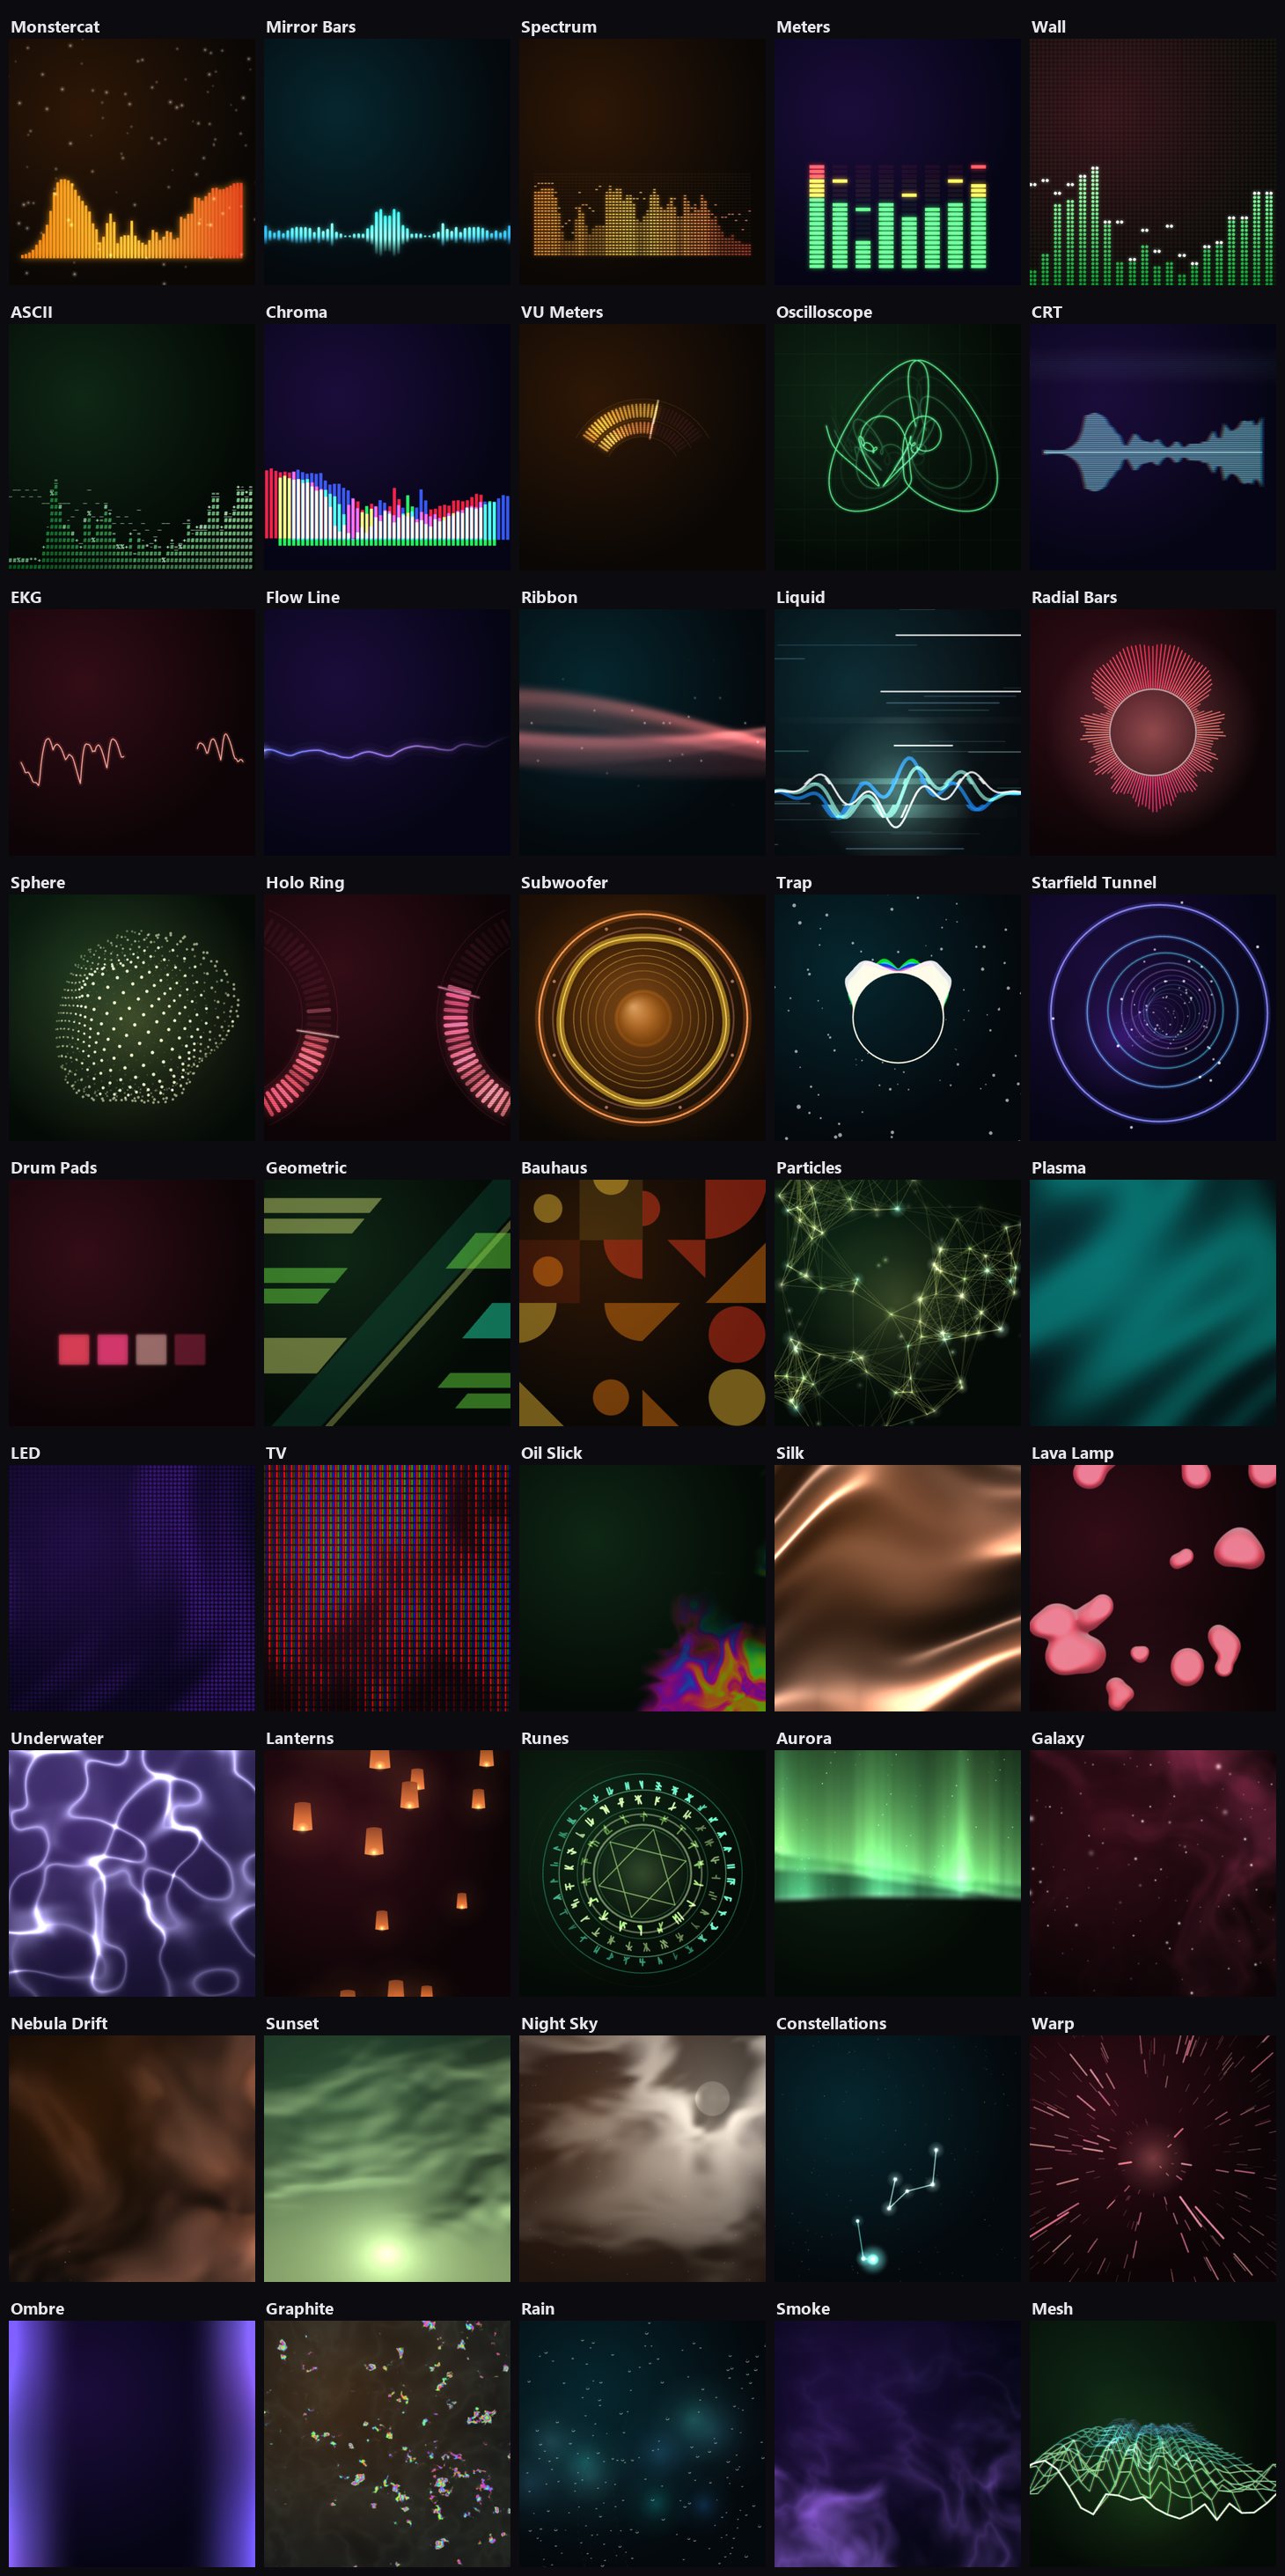 Monstercat
Mirror Bars
Spectrum
Meters
Wall
ASCII
Chroma
VU Meters
Oscilloscope
CRT
EKG
Flow Line
Ribbon
Liquid
Radial Bars
Sphere
Holo Ring
Subwoofer
Trap
Starfield Tunnel
Drum Pads
Geometric
Bauhaus
Particles
Plasma
LED
TV
Oil Slick
Silk
Lava Lamp
Underwater
Lanterns
Runes
Aurora
Galaxy
Nebula Drift
Sunset
Night Sky
Constellations
Warp
Ombre
Graphite
Rain
Smoke
Mesh